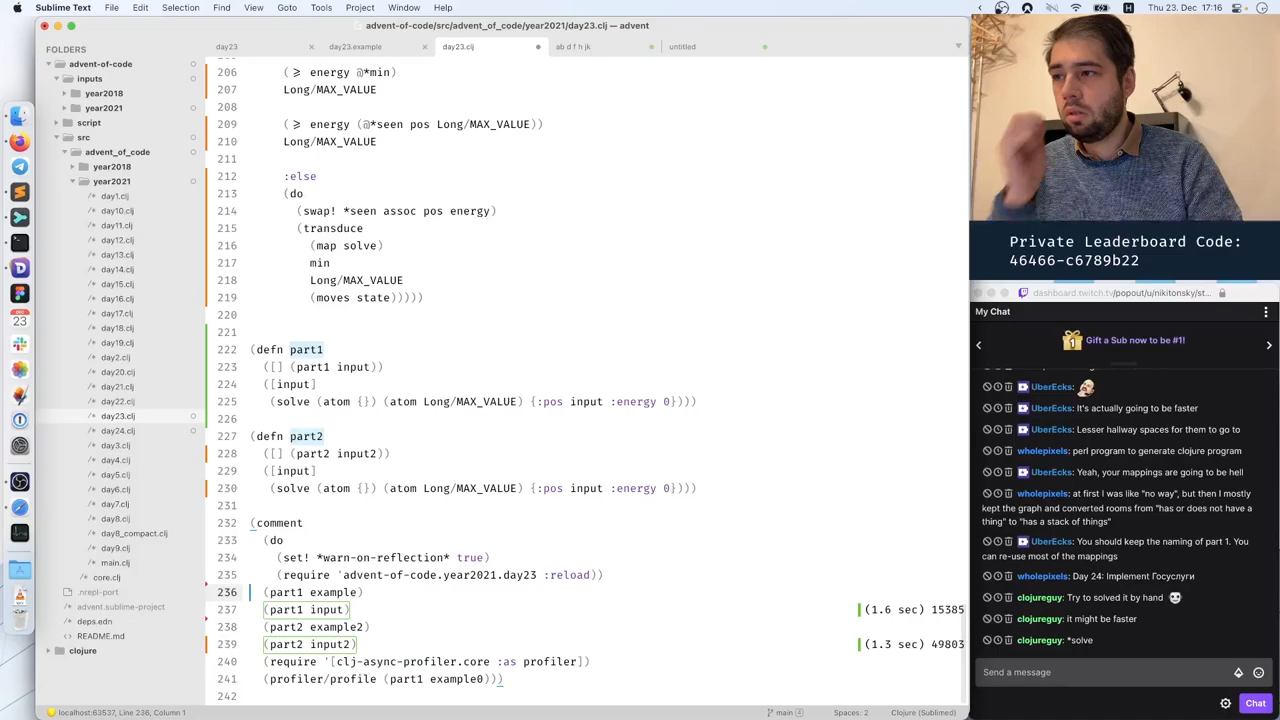 Sublime Text File Edit Find View Goto Tools Project Window Help
Thu 23. Dec 17:16
advent-of-code/src/advent_of_code/year2021/day23.clj — advent
FOLDERS
advent-of-code
inputs
year2018
year2021
script
src
advent_of_code
year2018
year2021
/* day1.clj
/* day10.clj
/* day11.clj
/* day12.clj
/* day13.clj
/* day14.clj
/* day15.clj
/* day16.clj
/* day17.clj
/* day18.clj
/* day19.clj
/* day2.clj
/* day20.clj
/* day21.clj
/* day22.clj
/* day23.clj
/* day24.clj
/* day3.clj
/* day4.clj
/* day5.clj
/* day6.clj
/* day7.clj
/* day8.clj
/* day8_compact.clj
/* day9.clj
/* main.clj
/* core.clj
.nrepl-port
advent.sublime-project
deps.edn
README.md
clojure
day23
day23.example
day23.clj
ab d f h jk
untitled
206 (>= energy @*min)
207 Long/MAX_VALUE
208
209 (>= energy (@*seen pos Long/MAX_VALUE))
210 Long/MAX_VALUE
211
212 :else
213 (do
214 (swap! *seen assoc pos energy)
215 (transduce
216 (map solve)
217 min
218 Long/MAX_VALUE
219 (moves state)))))
220
221
222 (defn part1
223 ([] (part1 input))
224 ([input]
225 (solve (atom {}) (atom Long/MAX_VALUE) {:pos input :energy 0})))
226
227 (defn part2
228 ([] (part2 input2))
229 ([input]
230 (solve (atom {}) (atom Long/MAX_VALUE) {:pos input :energy 0})))
231
232 (comment
233 (do
234 (set! *warn-on-reflection* true)
235 (require 'advent-of-code.year2021.day23 :reload))
236 (part1 example)
237 (part1 input) (1.6 sec) 15385
238 (part2 example2)
239 (part2 input2) (1.3 sec) 49803
240 (require '[clj-async-profiler.core :as profiler])
241 (profiler/profile (part1 example0)))
242
localhost:63537, Line 236, Column 1
main 4
Spaces: 2
Clojure (Sublimed)
Private Leaderboard Code:
46466-c6789b22
dashboard.twitch.tv/popout/u/nikitonsky/st...
My Chat
Gift a Sub now to be #1!
UberEcks:
UberEcks: It's actually going to be faster
UberEcks: Lesser hallway spaces for them to go to
wholepixels: perl program to generate clojure program
UberEcks: Yeah, your mappings are going to be hell
wholepixels: at first I was like "no way", but then I mostly
kept the graph and converted rooms from "has or does not have a
thing" to "has a stack of things"
UberEcks: You should keep the naming of part 1. You
can re-use most of the mappings
wholepixels: Day 24: Implement Госуслуги
clojureguy: Try to solved it by hand
clojureguy: it might be faster
clojureguy: *solve
Send a message
Chat